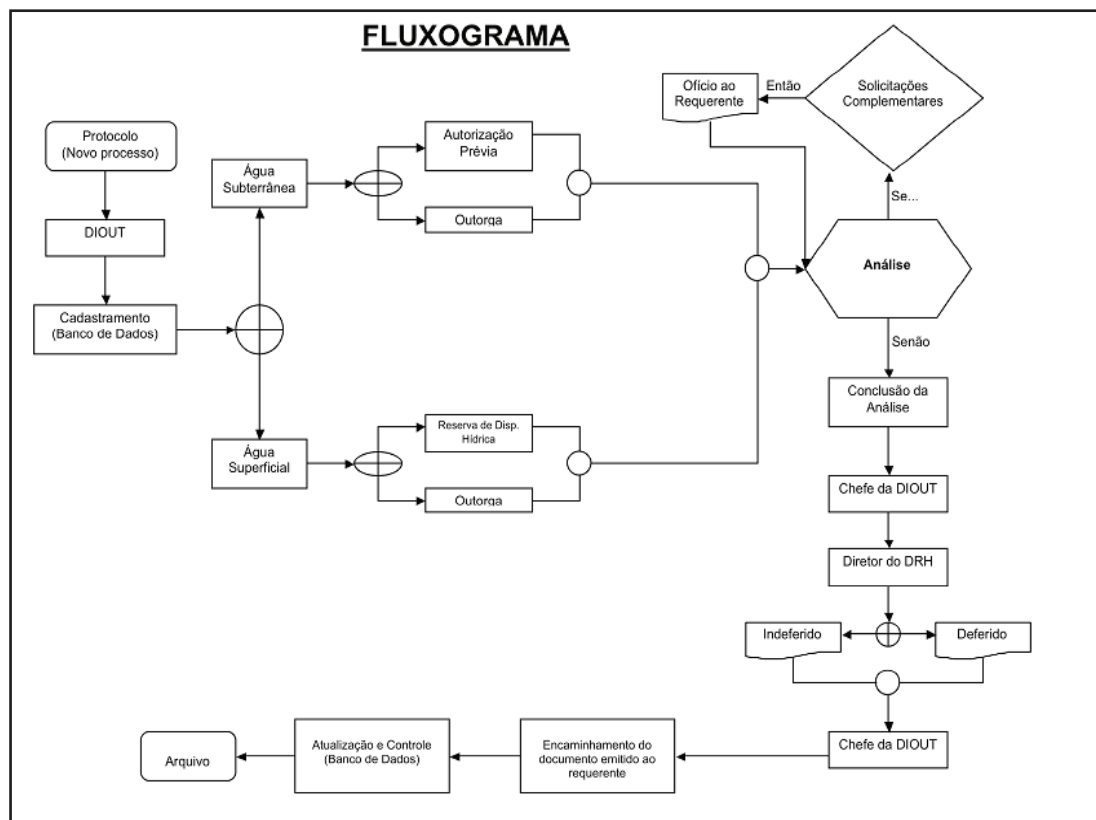 FLUXOGRAMA
Protocolo
(Novo processo)
DIOUT
Cadastramento
(Banco de Dados)
Água
Subterrânea
Água
Superficial
Autorização
Prévia
Outorga
Reserva de Disp.
Hídrica
Outorga
Ofício ao
Requerente
Então
Solicitações
Complementares
Se...
Análise
Senão
Conclusão da
Análise
Chefe da DIOUT
Diretor do DRH
Indeferido
Deferido
Chefe da DIOUT
Encaminhamento do
documento emitido ao
requerente
Atualização e Controle
(Banco de Dados)
Arquivo